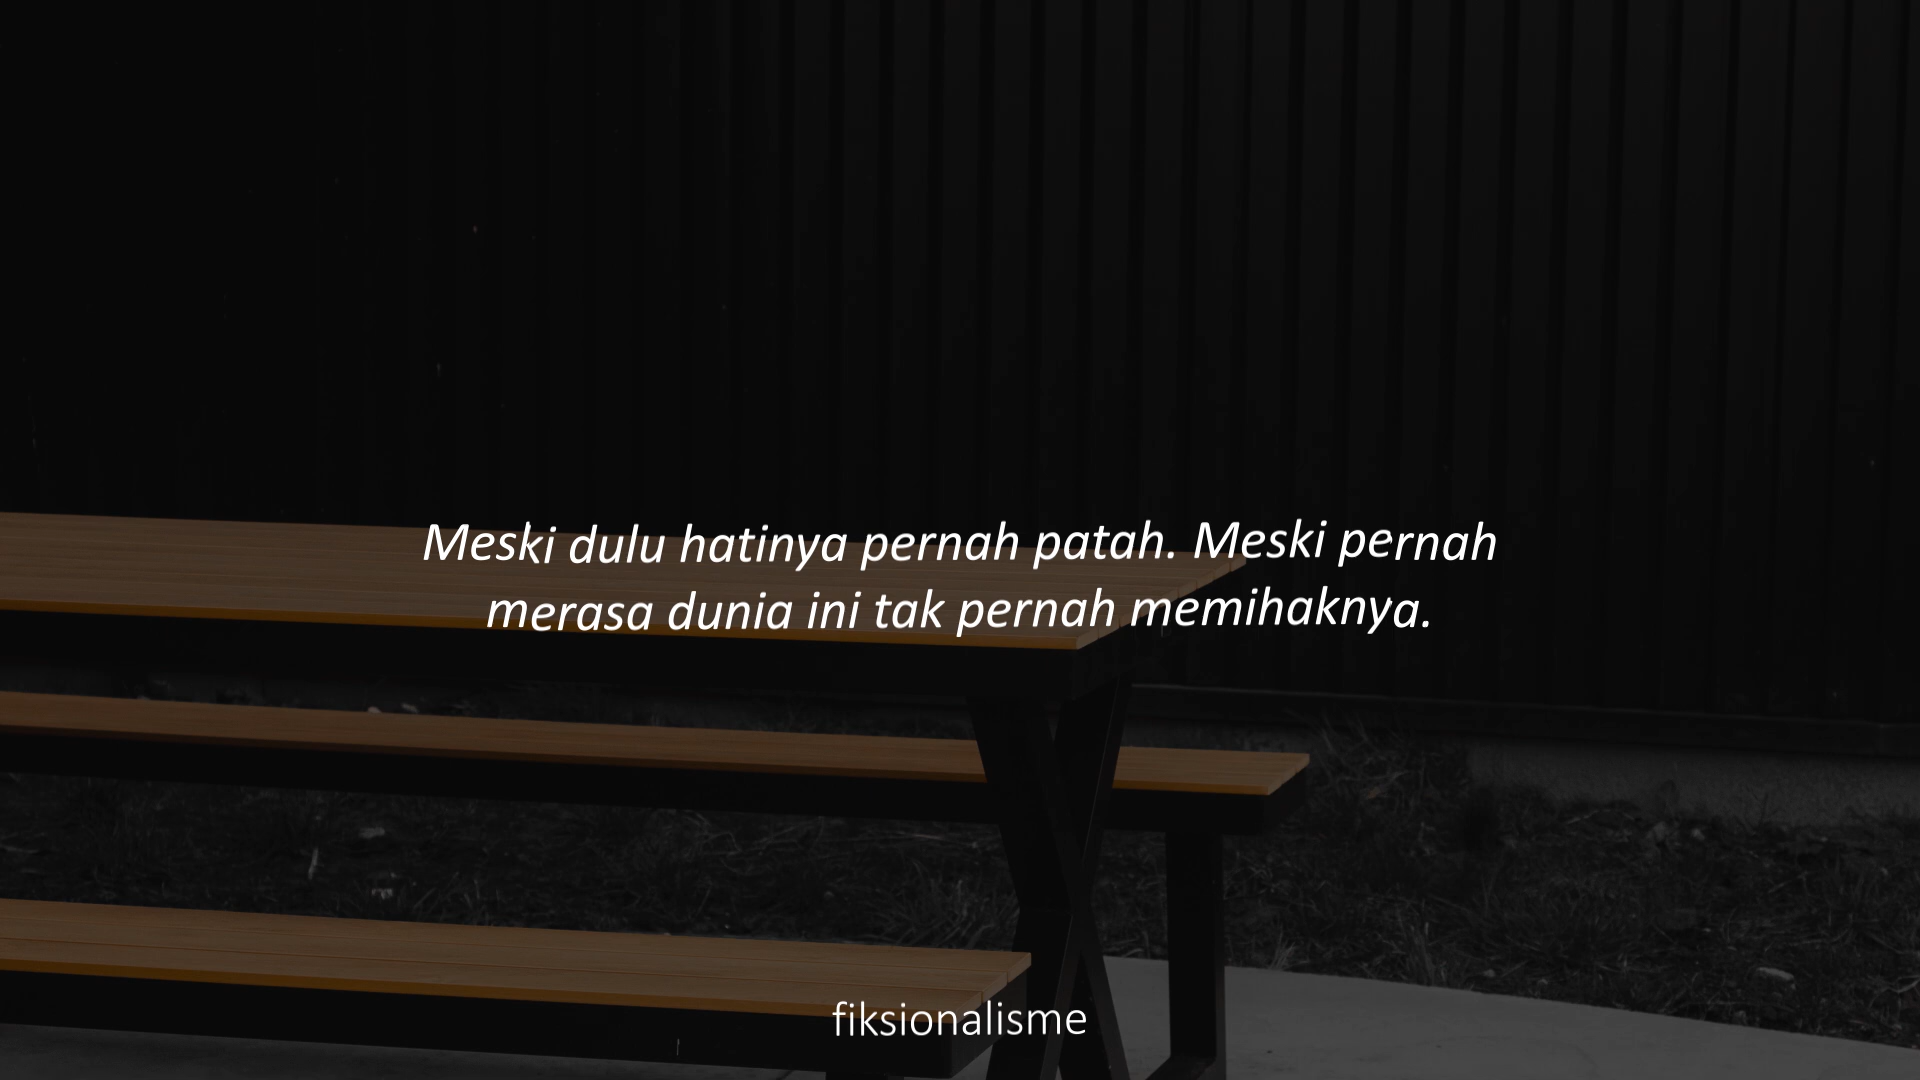 Meski dulu hatinya pernah patah. Meski pernah
merasa dunia ini tak pernah memihaknya.
fiksionalisme